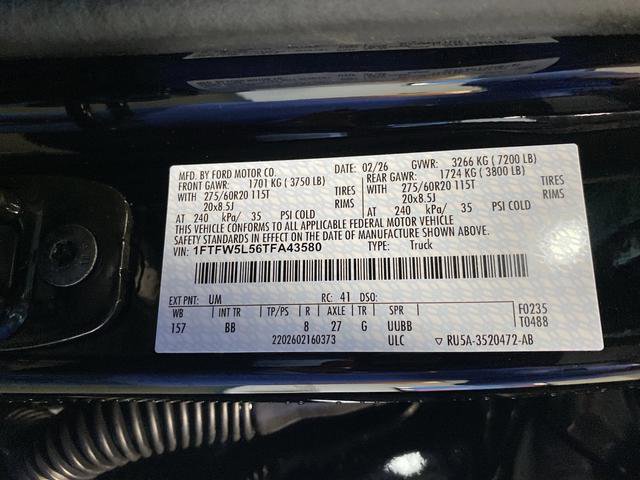 MFD. BY FORD MOTOR CO. DATE: 02/26 GVWR: 3266 KG ( 7200 LB)
FRONT GAWR: 1701 KG ( 3750 LB) REAR GAWR: 1724 KG ( 3800 LB)
WITH 275/60R20 115T TIRES WITH 275/60R20 115T TIRES
20x8.5J RIMS 20x8.5J RIMS
AT 240 kPa/ 35 PSI COLD AT 240 kPa/ 35 PSI COLD
THIS VEHICLE CONFORMS TO ALL APPLICABLE FEDERAL MOTOR VEHICLE
SAFETY STANDARDS IN EFFECT ON THE DATE OF MANUFACTURE SHOWN ABOVE.
VIN: 1FTFW5L56TFA43580 TYPE: Truck
EXT PNT: UM RC: 41 DSO:
WB INT TR TP/PS R AXLE TR SPR F0235
157 BB 8 27 G UUBB T0488
2202602160373 ULC ▽ RU5A-3520472-AB